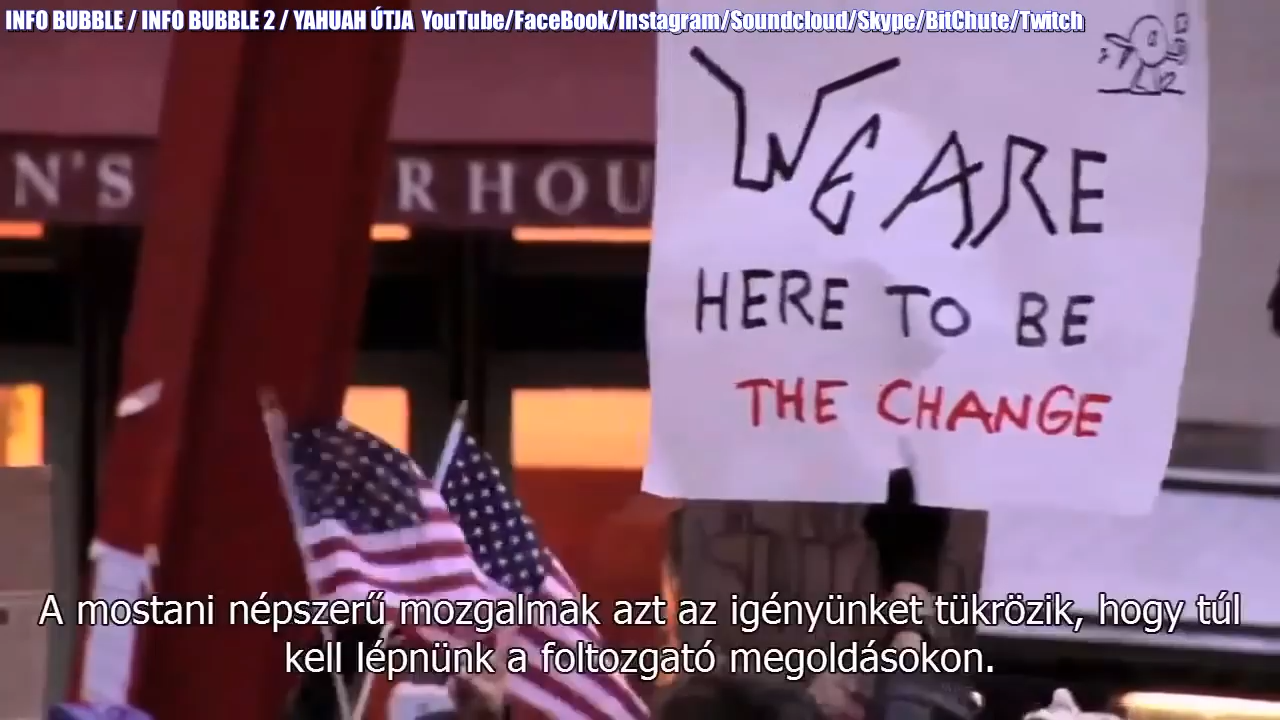 INFO BUBBLE / INFO BUBBLE 2 / YAHUAH ÚTJA YouTube/FaceBook/Instagram/Soundcloud/Skype/BitChute/Twitch
N'S RHOU
WE ARE
HERE TO BE
THE CHANGE
A mostani népszerű mozgalmak azt az igényünket tükrözik, hogy túl
kell lépnünk a foltozgató megoldásokon.